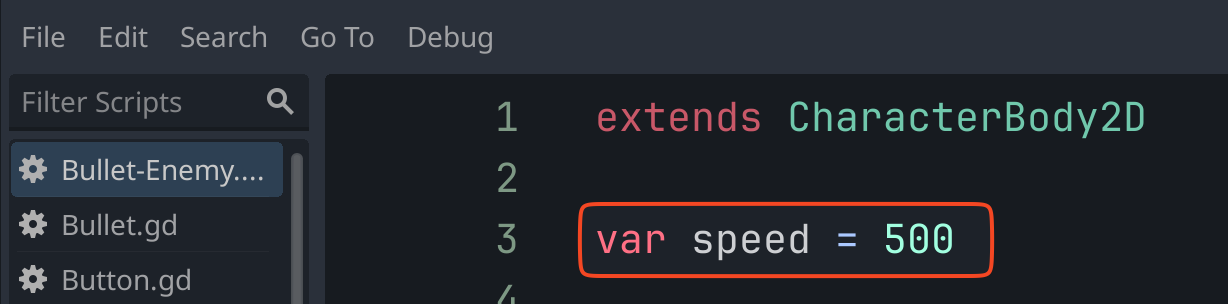 File Edit Search Go To Debug
Filter Scripts
Bullet-Enemy....
Bullet.gd
Button.gd
1 extends CharacterBody2D
2
3 var speed = 500
4